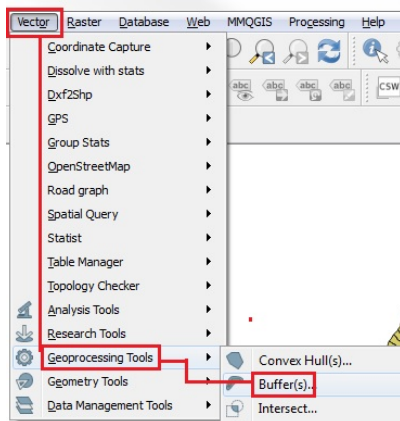 Vector Raster Database Web MMQGIS Processing Help
Coordinate Capture
Dissolve with stats
abc abc abc abc CSW
Dxf2Shp
GPS
Group Stats
OpenStreetMap
Road graph
Spatial Query
Statist
Table Manager
Topology Checker
Analysis Tools
Research Tools
Geoprocessing Tools Convex Hull(s)...
Geometry Tools Buffer(s)...
Data Management Tools Intersect...